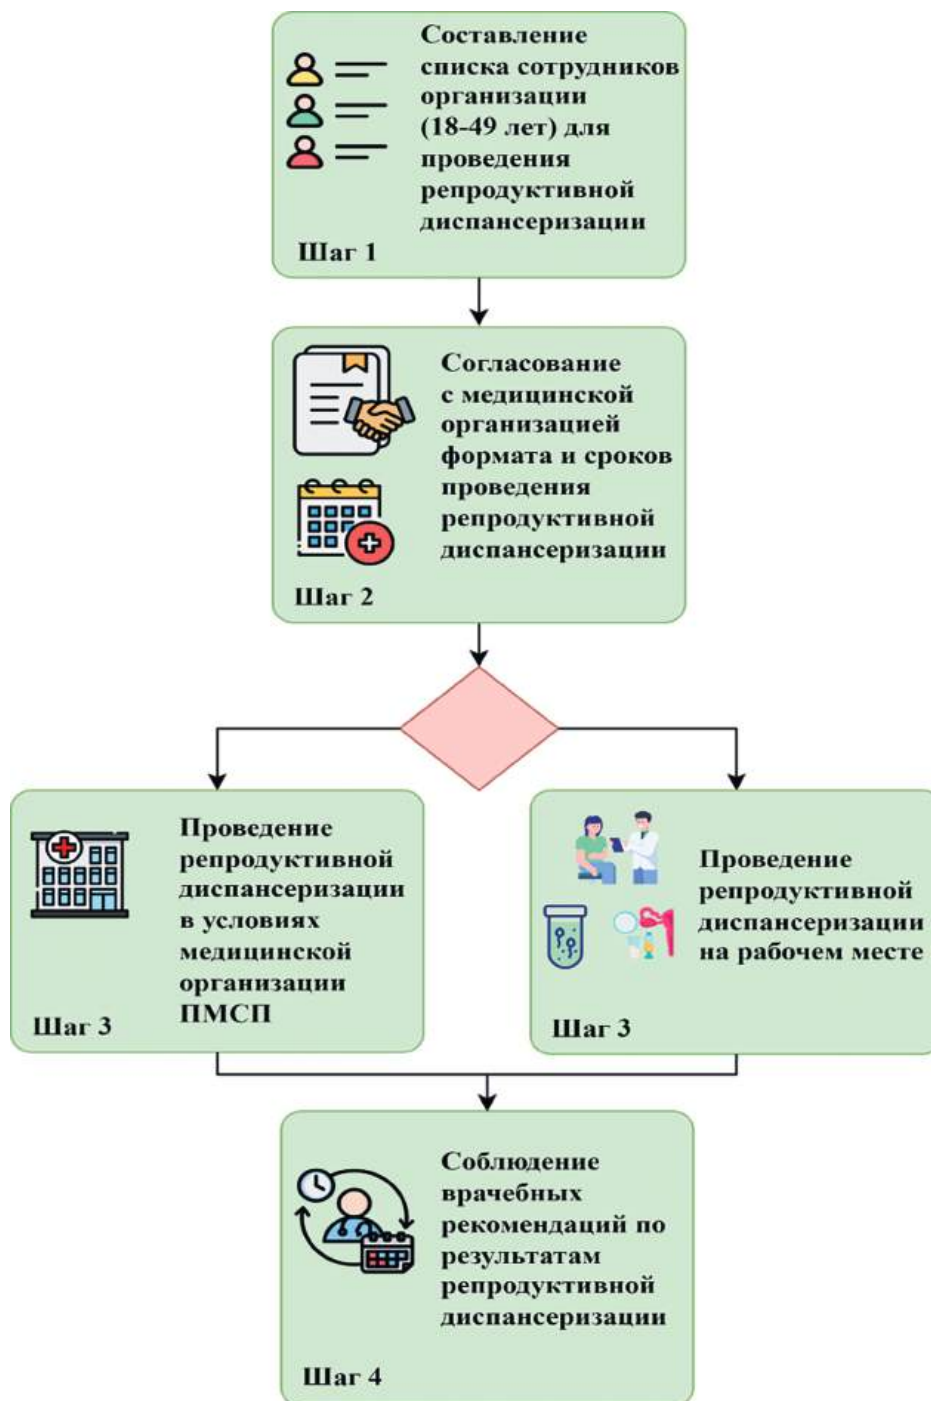 Составление
списка сотрудников
организации
(18-49 лет) для
проведения
репродуктивной
диспансеризации
Шаг 1
Согласование
с медицинской
организацией
формата и сроков
проведения
репродуктивной
диспансеризации
Шаг 2
Проведение
репродуктивной
диспансеризации
в условиях
медицинской
организации
ПМСП
Шаг 3
Проведение
репродуктивной
диспансеризации
на рабочем месте
Шаг 3
Соблюдение
врачебных
рекомендаций по
результатам
репродуктивной
диспансеризации
Шаг 4